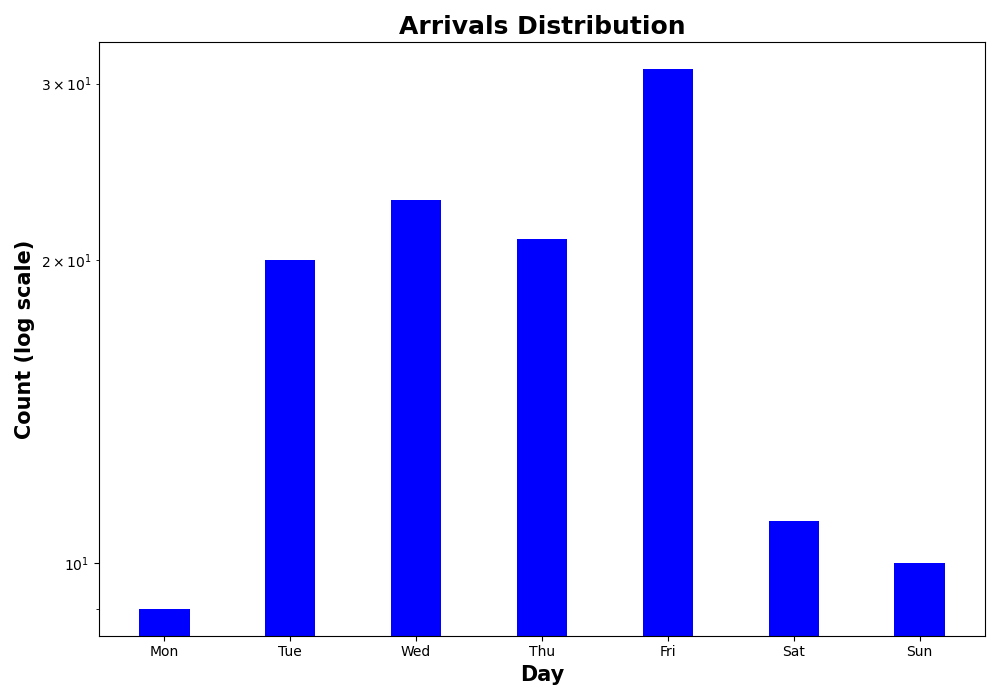 Arrivals Distribution
3 × 10¹
2 × 10¹
10¹
Count (log scale)
Mon Tue Wed Thu Fri Sat Sun
Day